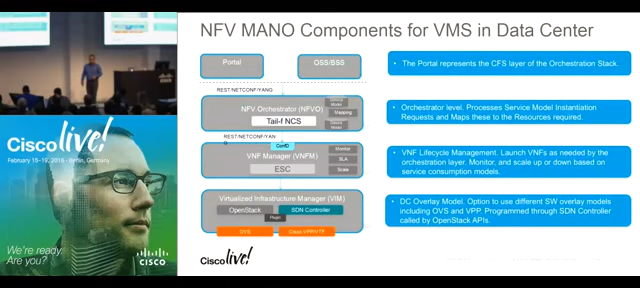 NFV MANO Components for VMS in Data Center
Portal
OSS/BSS
• The Portal represents the CFS layer of the Orchestration Stack.
REST/NETCONF/YANG
NFV Orchestrator (NFVO)
Tail-f NCS
Model
Mapping
• Orchestrator level. Processes Service Model Instantiation
Requests and Maps these to the Resources required.
REST/NETCONF/YAN
G
ConfD
VNF Manager (VNFM)
ESC
Monitor
SLA
Scale
• VNF Lifecycle Management. Launch VNFs as needed by the
orchestration layer. Monitor, and scale up or down based on
service consumption models.
Virtualized Infrastructure Manager (VIM)
OpenStack
SDN Controller
Plugin
OVS
Cisco VPP/VTF
• DC Overlay Model. Option to use different SW overlay models
including OVS and VPP. Programmed through SDN Controller
called by OpenStack APIs.
Cisco live!
Cisco live!
February 15-19, 2016 • Berlin, Germany
We're ready.
Are you?
CISCO